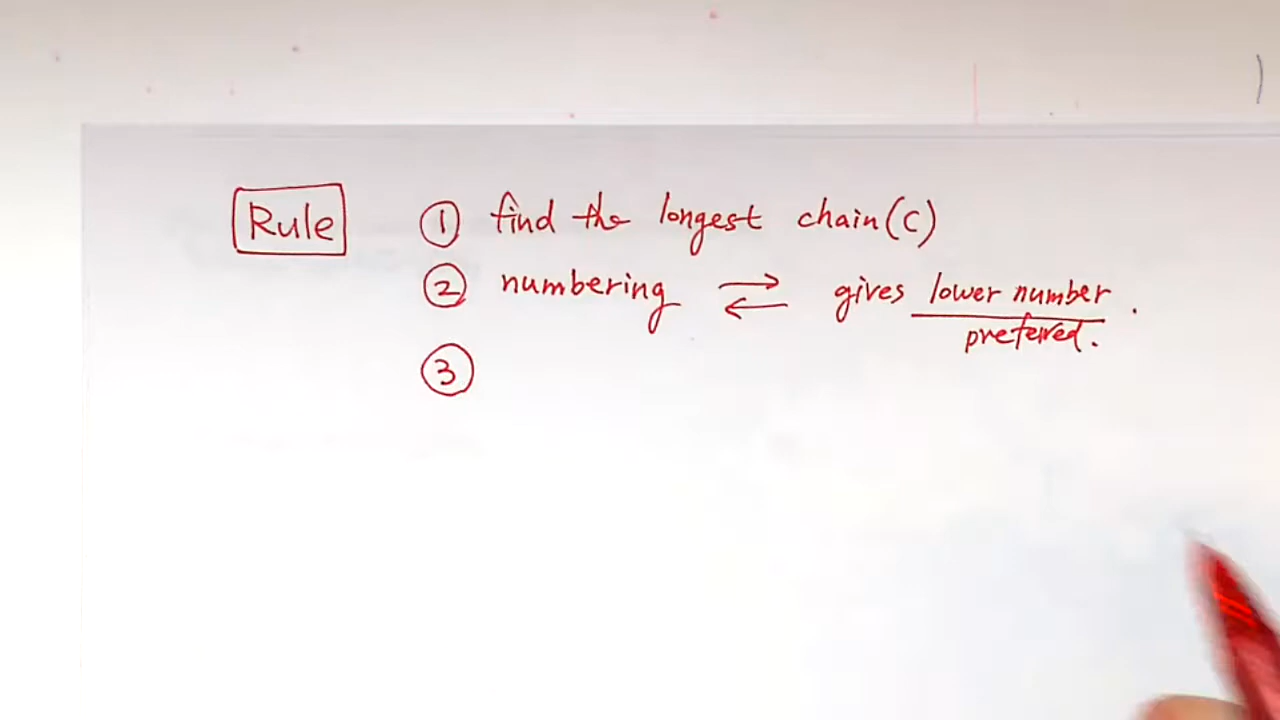 Rule ① find the longest chain(C)
② numbering ⇄ gives lower number.
preferred.
③